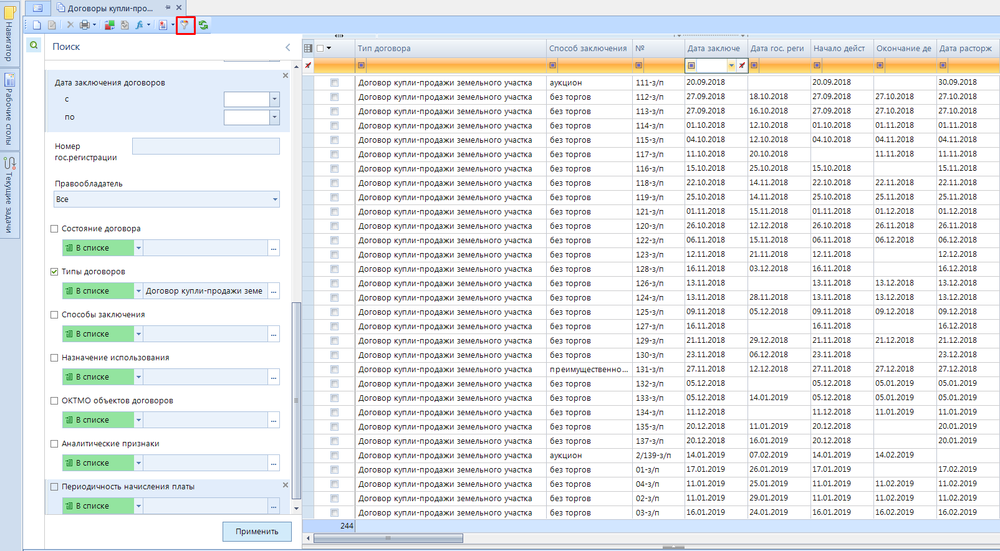 Навигатор
Рабочие столы
Текущие задачи
Договоры купли-про...
Поиск
Дата заключения договоров
с
по
Номер
гос.регистрации
Правообладатель
Все
Состояние договора
В списке
...
Типы договоров
В списке
Договор купли-продажи земе
...
Способы заключения
В списке
...
Назначение использования
В списке
...
ОКТМО объектов договоров
В списке
...
Аналитические признаки
В списке
...
Периодичность начисления платы
В списке
...
Применить
Тип договора Способ заключения № Дата заключе Дата гос. реги Начало дейст Окончание де Дата расторж
Договор купли-продажи земельного участка аукцион 111-з/п 20.09.2018 20.09.2018 30.09.2018
Договор купли-продажи земельного участка без торгов 112-з/п 27.09.2018 18.10.2018 27.09.2018 27.10.2018 27.10.2018
Договор купли-продажи земельного участка без торгов 113-з/п 27.09.2018 16.10.2018 27.09.2018 27.10.2018 27.10.2018
Договор купли-продажи земельного участка без торгов 114-з/п 01.10.2018 12.10.2018 01.10.2018 01.11.2018 01.11.2018
Договор купли-продажи земельного участка без торгов 115-з/п 04.10.2018 12.10.2018 04.10.2018 04.11.2018 04.11.2018
Договор купли-продажи земельного участка без торгов 117-з/п 11.10.2018 20.10.2018 11.11.2018 11.11.2018
Договор купли-продажи земельного участка без торгов 116-з/п 15.10.2018 25.10.2018 15.10.2018 15.11.2018
Договор купли-продажи земельного участка без торгов 118-з/п 22.10.2018 14.11.2018 22.10.2018 22.11.2018 22.11.2018
Договор купли-продажи земельного участка без торгов 119-з/п 25.10.2018 14.11.2018 25.10.2018 25.11.2018 25.11.2018
Договор купли-продажи земельного участка без торгов 121-з/п 01.11.2018 15.11.2018 01.11.2018 01.12.2018 01.12.2018
Договор купли-продажи земельного участка без торгов 120-з/п 26.10.2018 12.12.2018 26.10.2018 26.11.2018 26.11.2018
Договор купли-продажи земельного участка без торгов 122-з/п 06.11.2018 15.11.2018 06.11.2018 06.12.2018 06.12.2018
Договор купли-продажи земельного участка без торгов 123-з/п 12.11.2018 21.11.2018 12.11.2018 12.12.2018
Договор купли-продажи земельного участка без торгов 128-з/п 16.11.2018 03.12.2018 16.11.2018 16.12.2018
Договор купли-продажи земельного участка без торгов 126-з/п 13.11.2018 13.11.2018 13.12.2018 13.12.2018
Договор купли-продажи земельного участка без торгов 124-з/п 13.11.2018 28.11.2018 13.11.2018 13.12.2018 13.12.2018
Договор купли-продажи земельного участка без торгов 125-з/п 09.11.2018 05.12.2018 09.11.2018 09.12.2018 09.12.2018
Договор купли-продажи земельного участка без торгов 127-з/п 16.11.2018 16.11.2018 16.12.2018
Договор купли-продажи земельного участка без торгов 129-з/п 21.11.2018 29.12.2018 21.11.2018 21.12.2018 21.12.2018
Договор купли-продажи земельного участка без торгов 130-з/п 23.11.2018 06.12.2018 23.11.2018 23.12.2018
Договор купли-продажи земельного участка преимущественно... 131-з/п 27.11.2018 12.12.2018 27.11.2018 27.12.2018 27.12.2018
Договор купли-продажи земельного участка без торгов 132-з/п 05.12.2018 05.12.2018 05.01.2019 05.01.2019
Договор купли-продажи земельного участка без торгов 133-з/п 05.12.2018 14.01.2019 05.12.2018 05.01.2019 05.01.2019
Договор купли-продажи земельного участка без торгов 134-з/п 11.12.2018 11.12.2018 11.01.2019 11.01.2019
Договор купли-продажи земельного участка без торгов 135-з/п 20.12.2018 11.01.2019 20.12.2018 20.01.2019
Договор купли-продажи земельного участка без торгов 137-з/п 20.12.2018 16.01.2019 20.12.2018 20.01.2019
Договор купли-продажи земельного участка аукцион 2/139-з/п 14.01.2019 07.02.2019 14.01.2019 14.02.2019
Договор купли-продажи земельного участка без торгов 01-з/п 17.01.2019 26.01.2019 17.01.2019 17.02.2019
Договор купли-продажи земельного участка без торгов 04-з/п 11.01.2019 25.01.2019 11.01.2019 11.02.2019 11.02.2019
Договор купли-продажи земельного участка без торгов 02-з/п 11.01.2019 29.01.2019 11.01.2019 11.02.2019 11.02.2019
Договор купли-продажи земельного участка без торгов 03-з/п 16.01.2019 24.01.2019 16.01.2019 16.02.2019 16.02.2019
244